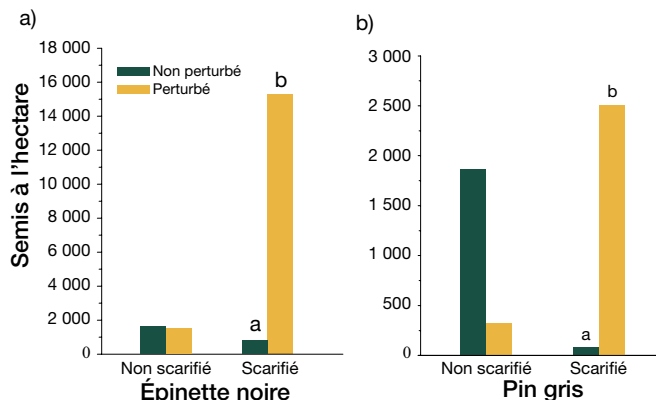 a)
18 000
16 000
14 000
12 000
10 000
8 000
6 000
4 000
2 000
0
Semis à l'hectare
Non perturbé
Perturbé
a
b
Non scarifié
Scarifié
Épinette noire
b)
3 000
2 500
2 000
1 500
1 000
500
0
a
b
Non scarifié
Scarifié
Pin gris